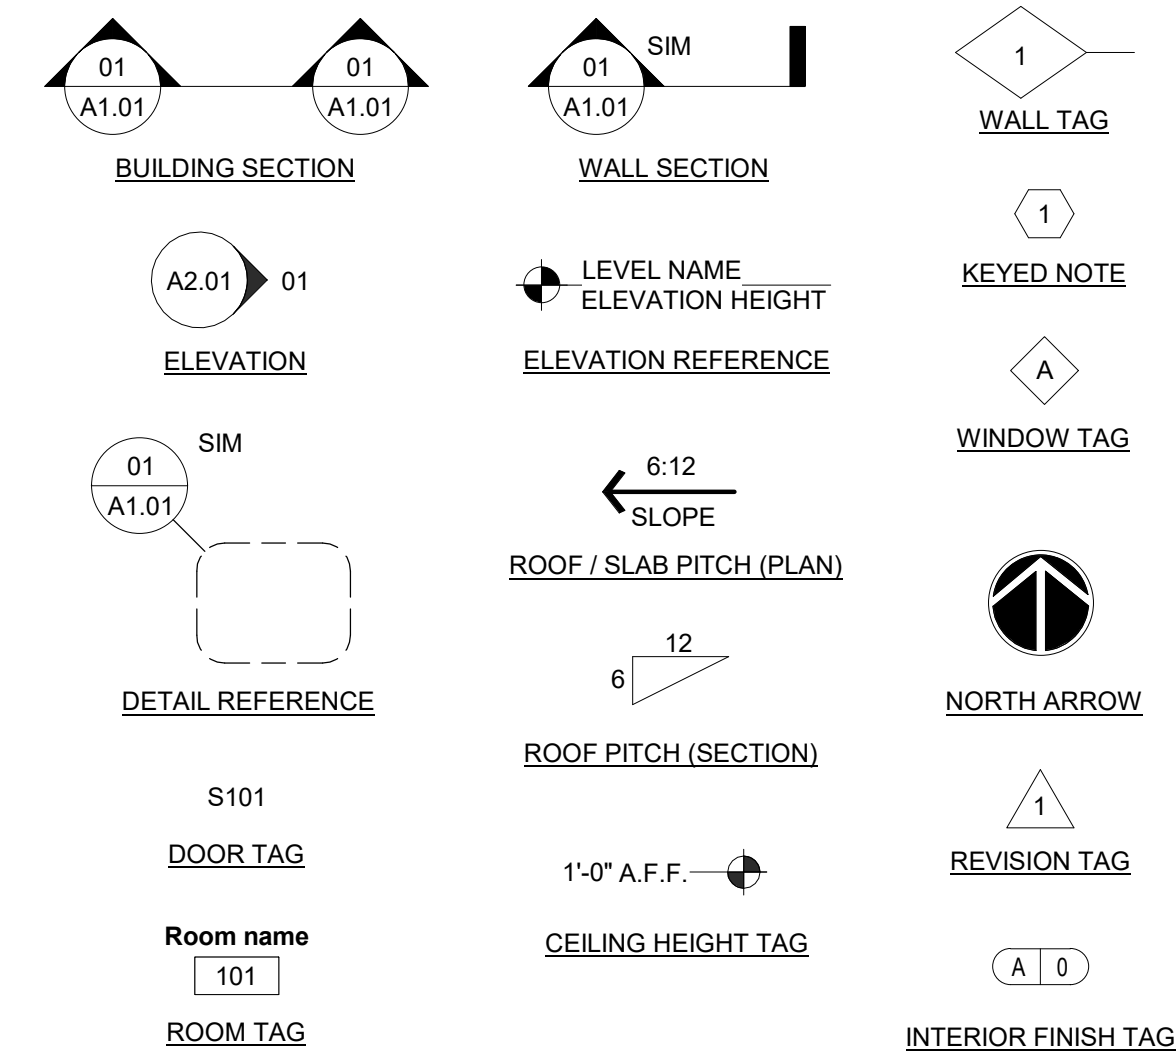 01
A1.01
01
A1.01
BUILDING SECTION
A2.01
01
ELEVATION
01
A1.01
SIM
DETAIL REFERENCE
S101
DOOR TAG
Room name
101
ROOM TAG
01
A1.01
SIM
WALL SECTION
LEVEL NAME
ELEVATION HEIGHT
ELEVATION REFERENCE
6:12
SLOPE
ROOF / SLAB PITCH (PLAN)
12
6
ROOF PITCH (SECTION)
1'-0" A.F.F.
CEILING HEIGHT TAG
1
WALL TAG
1
KEYED NOTE
A
WINDOW TAG
NORTH ARROW
1
REVISION TAG
A 0
INTERIOR FINISH TAG